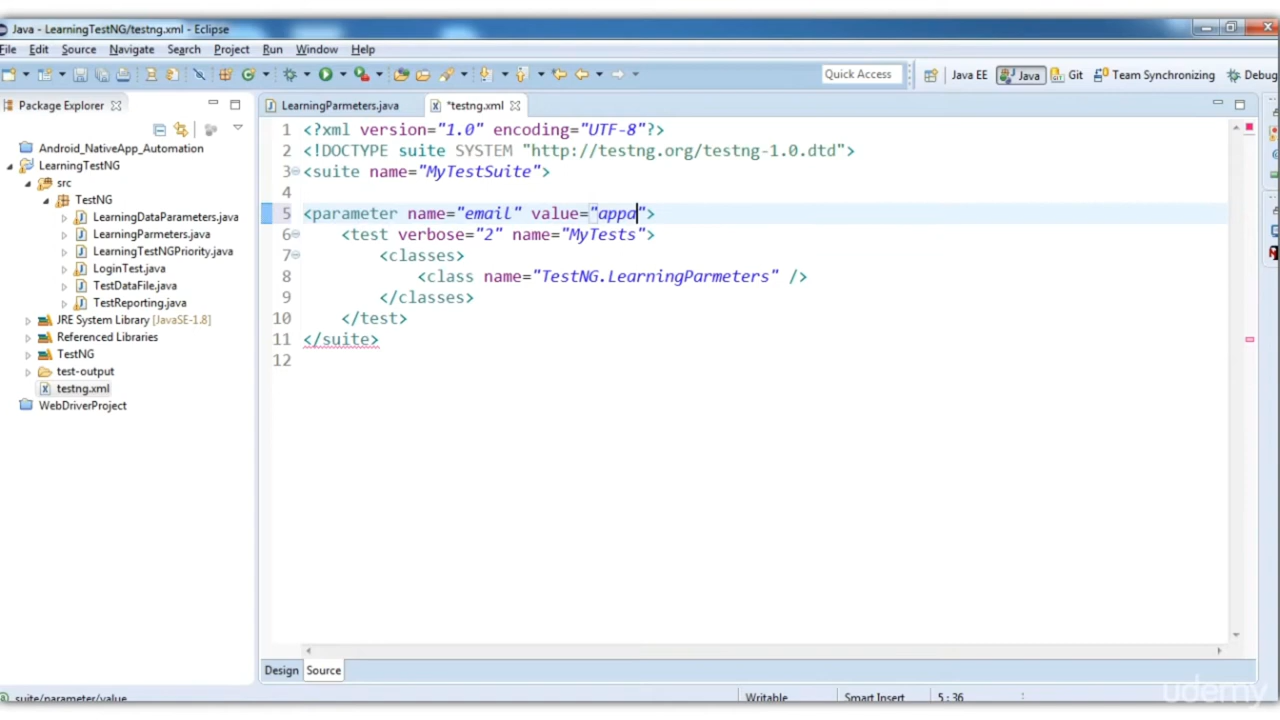 Java - LearningTestNG/testng.xml - Eclipse
File Edit Source Navigate Search Project Run Window Help
Quick Access Java EE Java Git Team Synchronizing Debug
Package Explorer
LearningParmeters.java *testng.xml
Android_NativeApp_Automation
LearningTestNG
src
TestNG
LearningDataParameters.java
LearningParmeters.java
LearningTestNGPriority.java
LoginTest.java
TestDataFile.java
TestReporting.java
JRE System Library [JavaSE-1.8]
Referenced Libraries
TestNG
test-output
testng.xml
WebDriverProject
1 <?xml version="1.0" encoding="UTF-8"?>
2 <!DOCTYPE suite SYSTEM "http://testng.org/testng-1.0.dtd">
3 <suite name="MyTestSuite">
4
5 <parameter name="email" value="appa">
6 <test verbose="2" name="MyTests">
7 <classes>
8 <class name="TestNG.LearningParmeters" />
9 </classes>
10 </test>
11 </suite>
12
Design Source
suite/parameter/value Writable Smart Insert 5:36
udemy